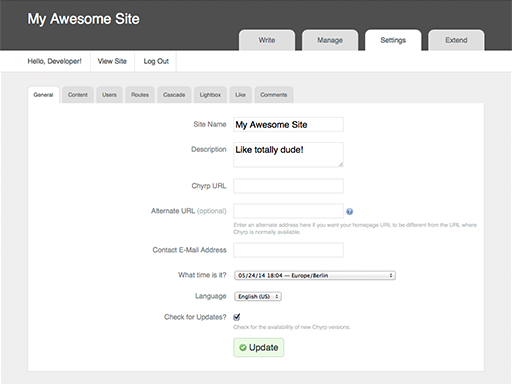 My Awesome Site
Write Manage Settings Extend
Hello, Developer! View Site Log Out
General Content Users Routes Cascade Lightbox Like Comments
Site Name My Awesome Site
Description Like totally dude!
Chyrp URL
Alternate URL (optional)
Enter an alternate address here if you want your homepage URL to be different from the URL where
Chyrp is normally available.
Contact E-Mail Address
What time is it? 05/24/14 18:04 — Europe/Berlin
Language English (US)
Check for Updates?
Check for the availability of new Chyrp versions.
Update